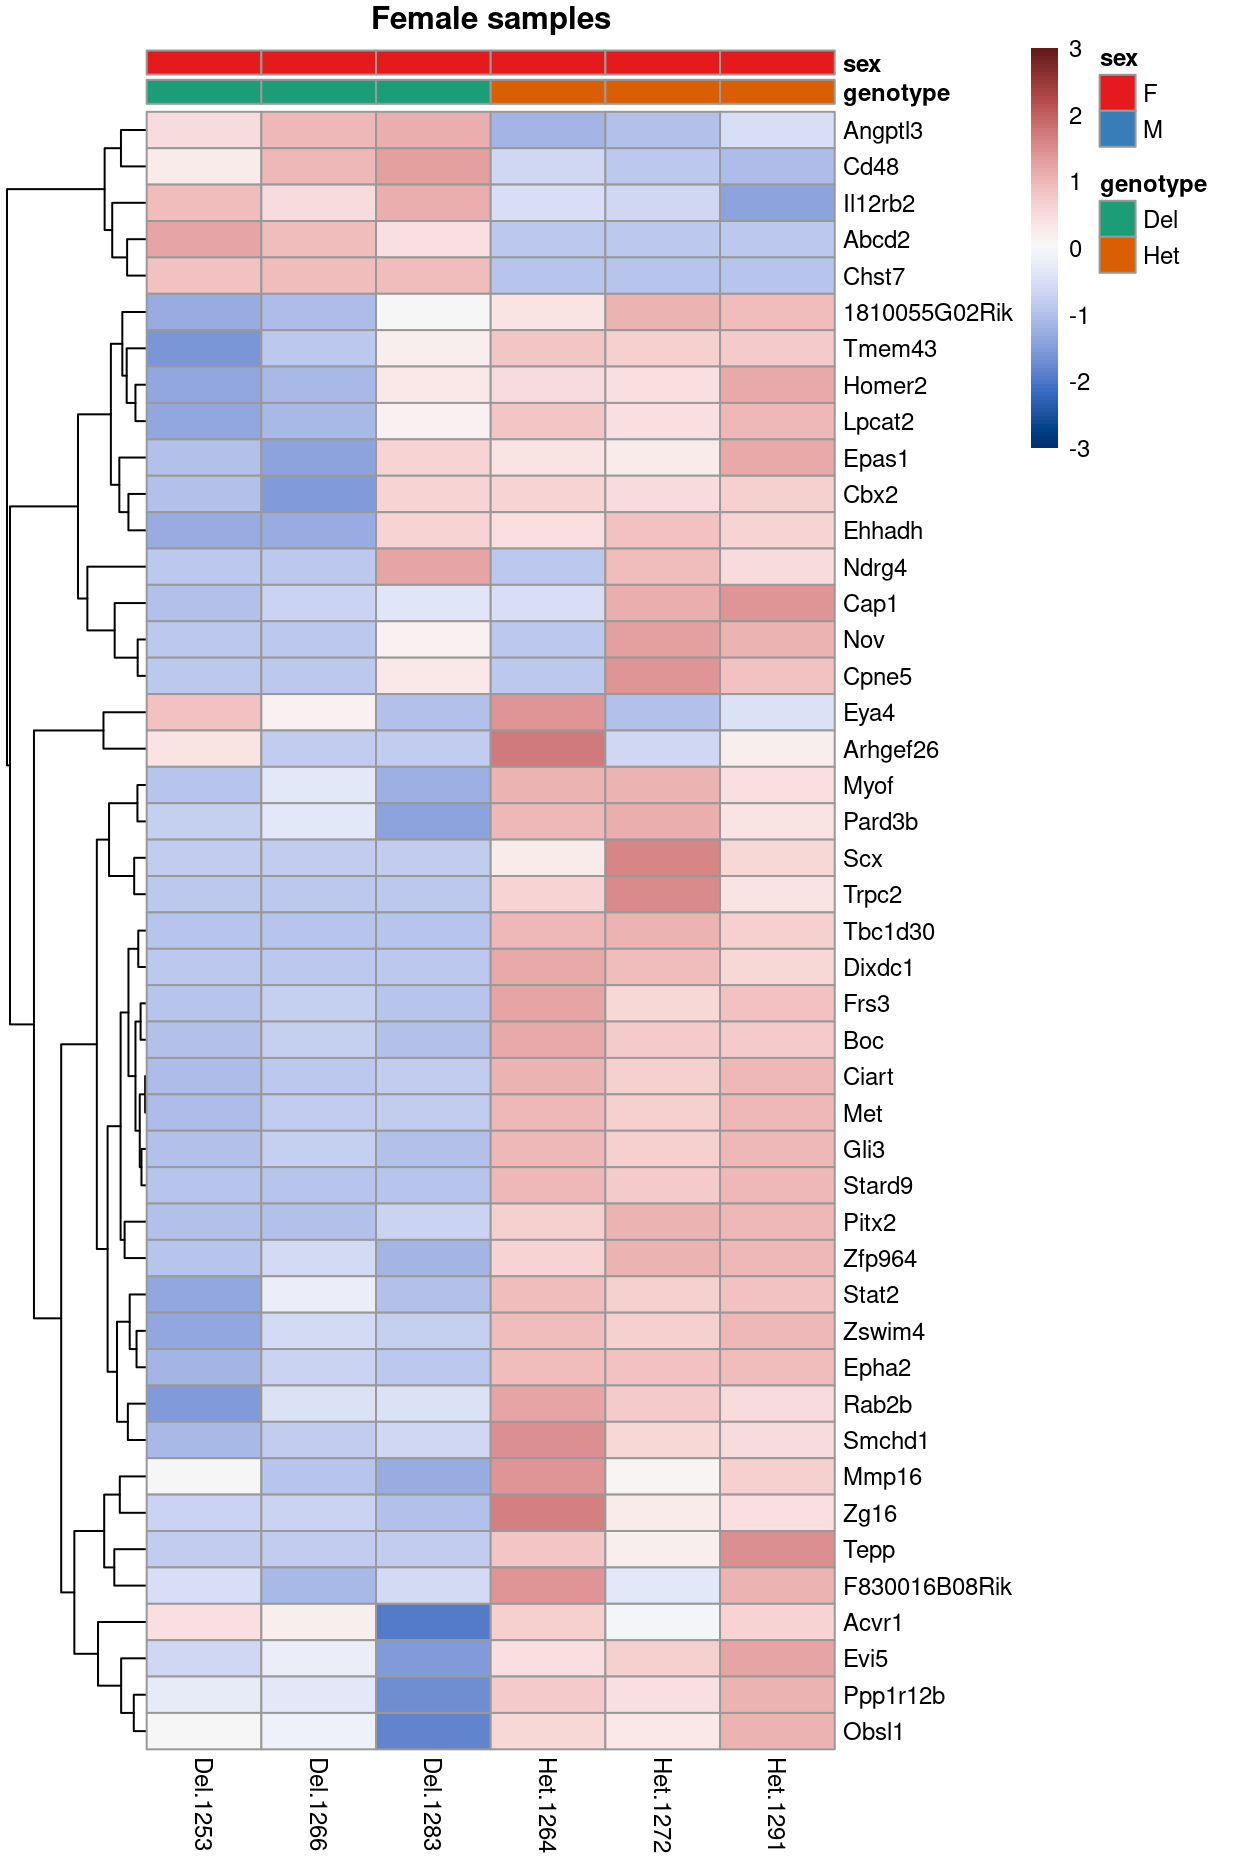 Female samples
sex
genotype
Angptl3
Cd48
Il12rb2
Abcd2
Chst7
1810055G02Rik
Tmem43
Homer2
Lpcat2
Epas1
Cbx2
Ehhadh
Ndrg4
Cap1
Nov
Cpne5
Eya4
Arhgef26
Myof
Pard3b
Scx
Trpc2
Tbc1d30
Dixdc1
Frs3
Boc
Ciart
Met
Gli3
Stard9
Pitx2
Zfp964
Stat2
Zswim4
Epha2
Rab2b
Smchd1
Mmp16
Zg16
Tepp
F830016B08Rik
Acvr1
Evi5
Ppp1r12b
Obsl1
Del.1253
Del.1266
Del.1283
Het.1264
Het.1272
Het.1291
3
2
1
0
-1
-2
-3
sex
F
M
genotype
Del
Het